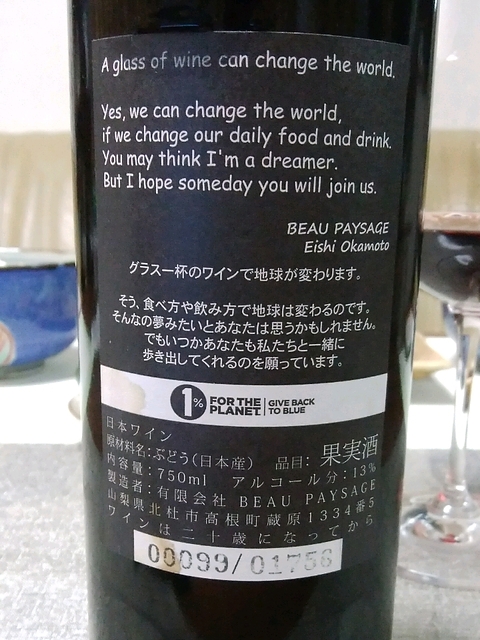 A glass of wine can change the world.
Yes, we can change the world,
if we change our daily food and drink.
You may think I'm a dreamer.
But I hope someday you will join us.
BEAU PAYSAGE
Eishi Okamoto
グラス一杯のワインで地球が変わります。
そう、食べ方や飲み方で地球は変わるのです。
そんなの夢みたいとあなたは思うかもしれません。
でもいつかあなたも私たちと一緒に
歩き出してくれるのを願っています。
1% FOR THE PLANET GIVE BACK TO BLUE
日本ワイン
原材料名:ぶどう(日本産) 品目:果実酒
内容量:750ml アルコール分:13%
製造者:有限会社 BEAU PAYSAGE
山梨県北杜市高根町蔵原1334番5
ワインは二十歳になってから
00099/01756